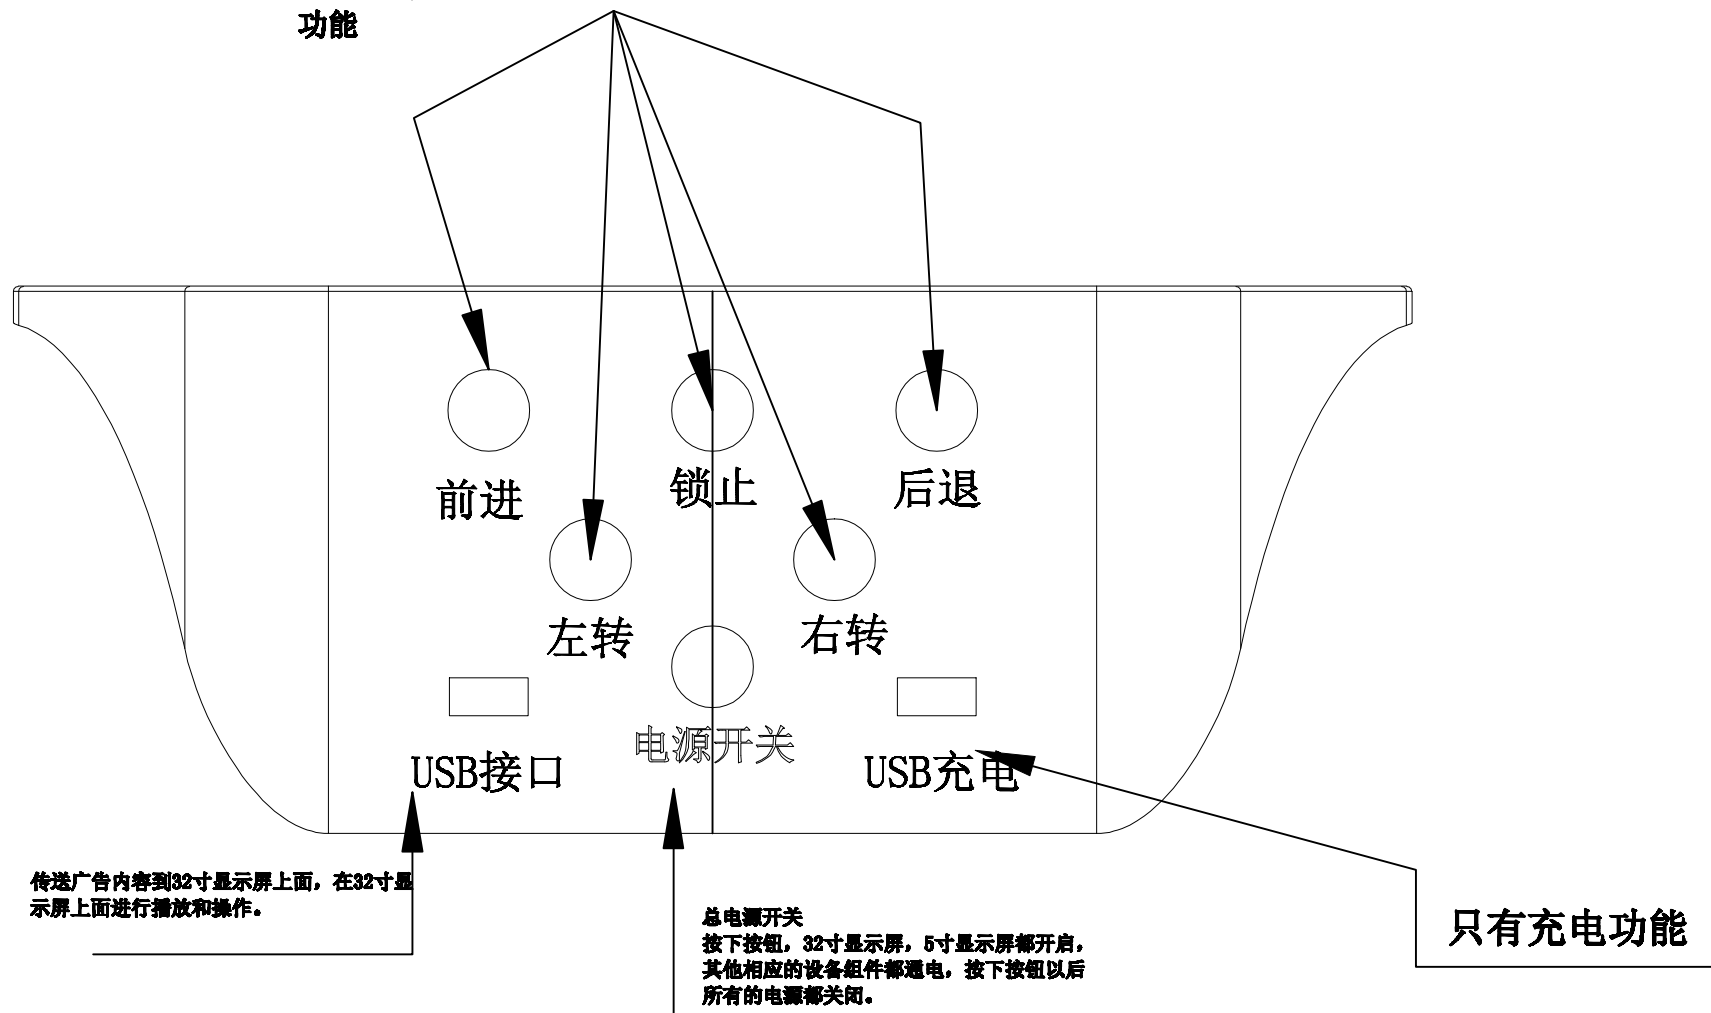 功能
前进
锁止
后退
左转
右转
电源开关
USB接口
USB充电
传送广告内容到32寸显示屏上面，在32寸显
示屏上面进行播放和操作。
总电源开关
按下按钮，32寸显示屏，5寸显示屏都开启，
其他相应的设备组件都通电，按下按钮以后
所有的电源都关闭。
只有充电功能